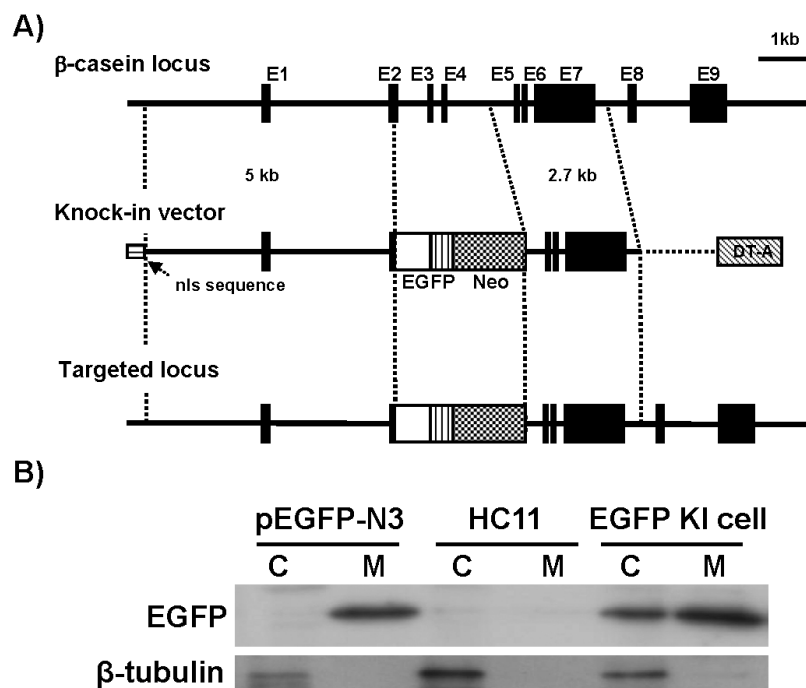 A)
1kb
β-casein locus
E1 E2 E3 E4 E5 E6 E7 E8 E9
5 kb 2.7 kb
Knock-in vector
DT-A
nls sequence
EGFP Neo
Targeted locus
B)
pEGFP-N3 HC11 EGFP KI cell
C M C M C M
EGFP
β-tubulin